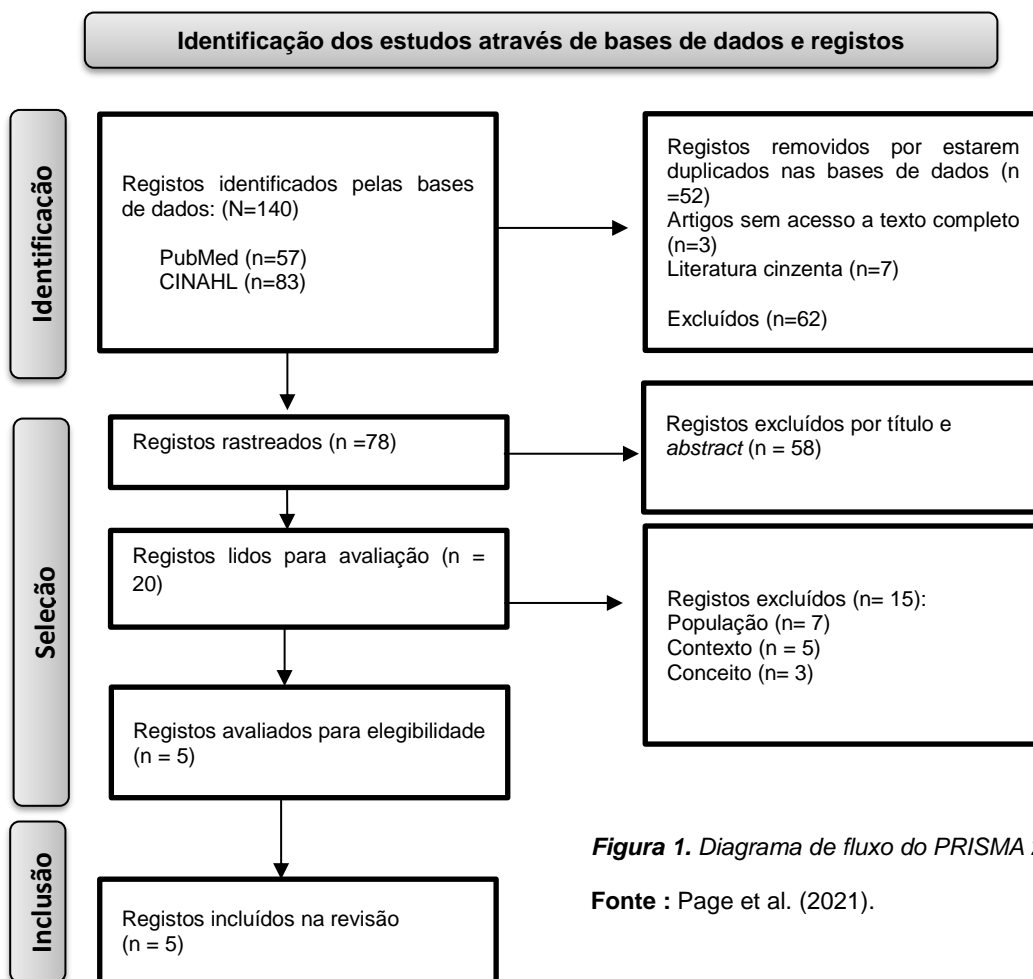 Identificação dos estudos através de bases de dados e registos
Identificação
Registos identificados pelas bases
de dados: (N=140)
PubMed (n=57)
CINAHL (n=83)
Registos removidos por estarem
duplicados nas bases de dados (n
=52)
Artigos sem acesso a texto completo
(n=3)
Literatura cinzenta (n=7)
Excluídos (n=62)
Seleção
Registos rastreados (n =78)
Registos excluídos por título e
abstract (n = 58)
Registos lidos para avaliação (n =
20)
Registos excluídos (n= 15):
População (n= 7)
Contexto (n = 5)
Conceito (n= 3)
Registos avaliados para elegibilidade
(n = 5)
Inclusão
Registos incluídos na revisão
(n = 5)
Figura 1. Diagrama de fluxo do PRISMA
Fonte : Page et al. (2021).